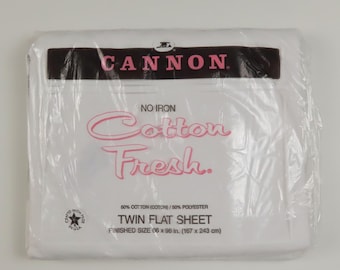 CANNON
NO IRON
Cotton
Fresh
50% COTTON (COTON) / 50% POLYESTER
TWIN FLAT SHEET
FINISHED SIZE 66 x 96 in. (167 x 243 cm)